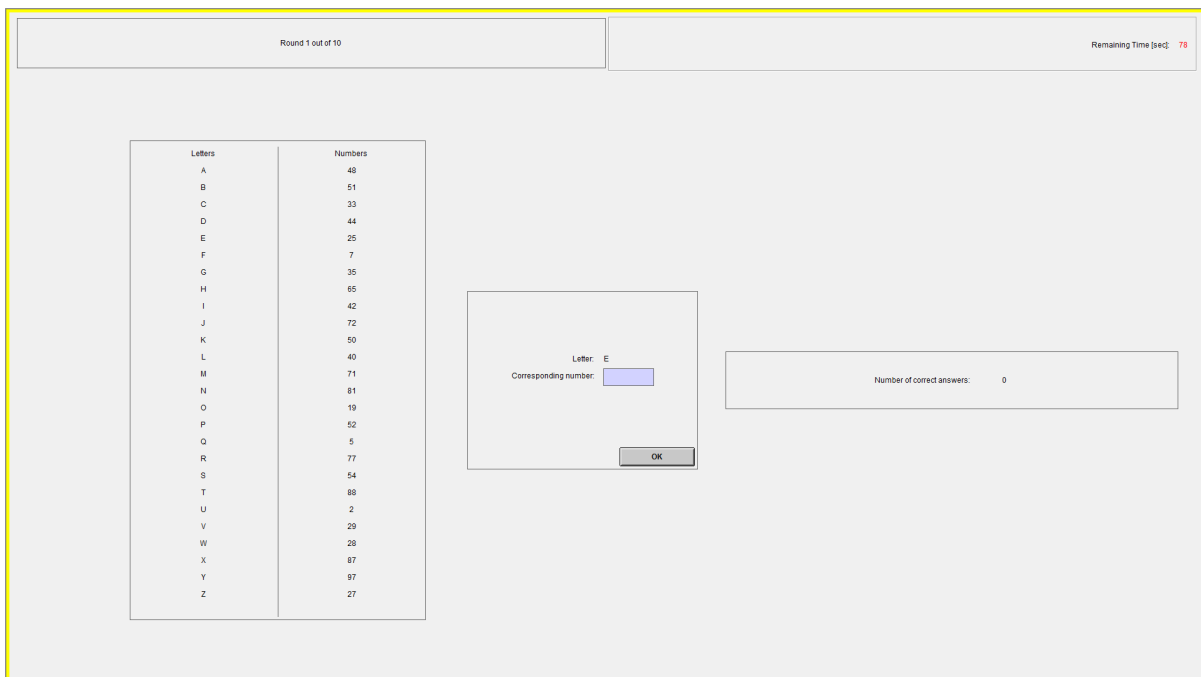 Round 1 out of 10
Remaining Time [sec]: 78
Letters Numbers
A 48
B 51
C 33
D 44
E 25
F 7
G 35
H 65
I 42
J 72
K 50
L 40
M 71
N 81
O 19
P 52
Q 5
R 77
S 54
T 88
U 2
V 29
W 28
X 87
Y 97
Z 27
Letter: E
Corresponding number:
OK
Number of correct answers: 0